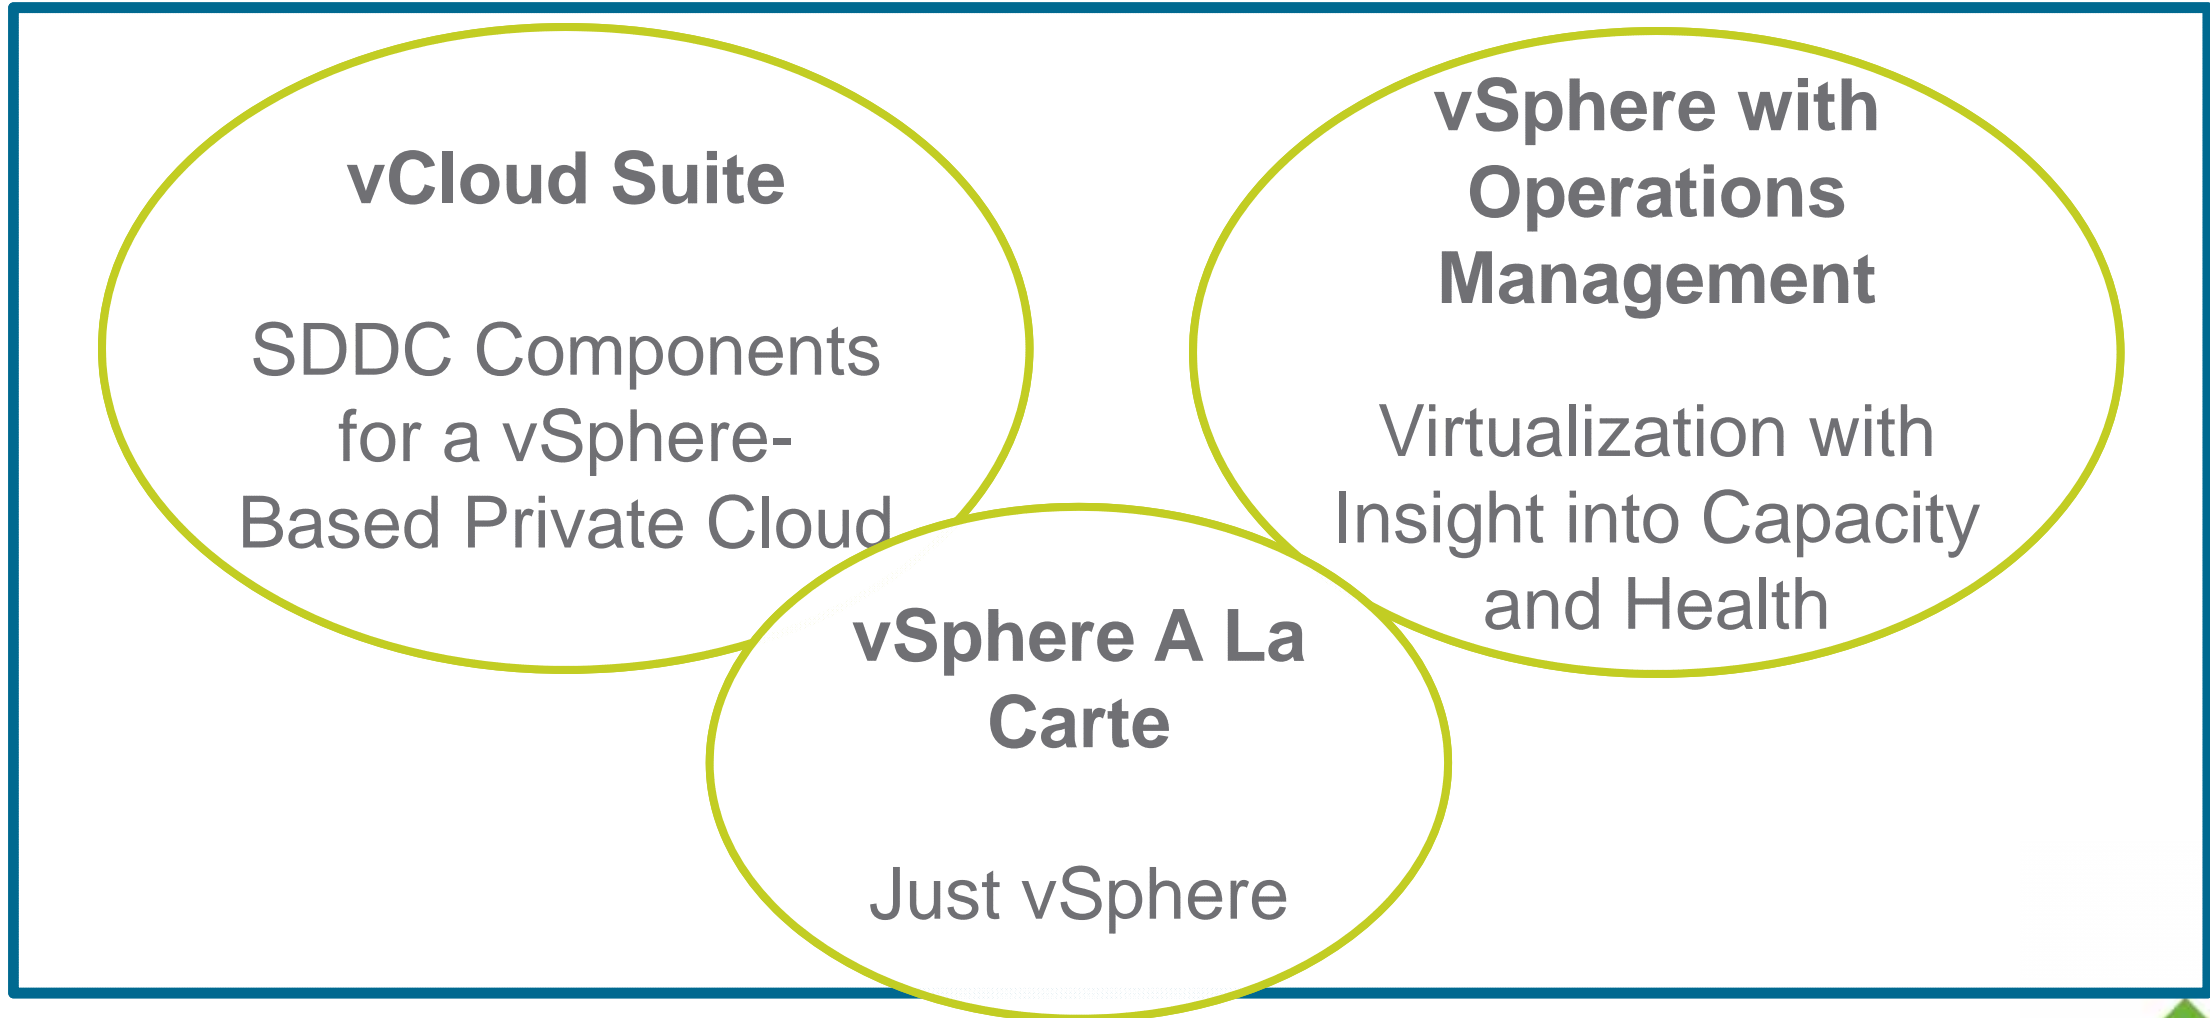 vCloud Suite
SDDC Components
for a vSphere-
Based Private Cloud
vSphere with
Operations
Management
Virtualization with
Insight into Capacity
and Health
vSphere A La
Carte
Just vSphere